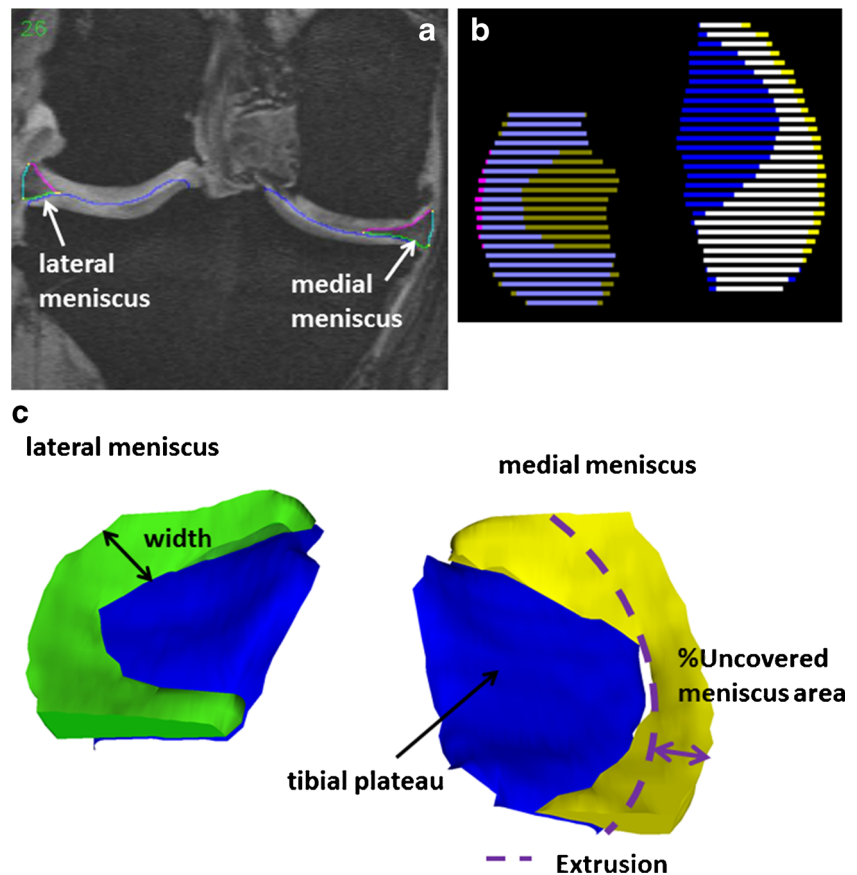 26
a
lateral
meniscus
medial
meniscus
b
c
lateral meniscus
medial meniscus
width
%Uncovered
meniscus area
tibial plateau
Extrusion